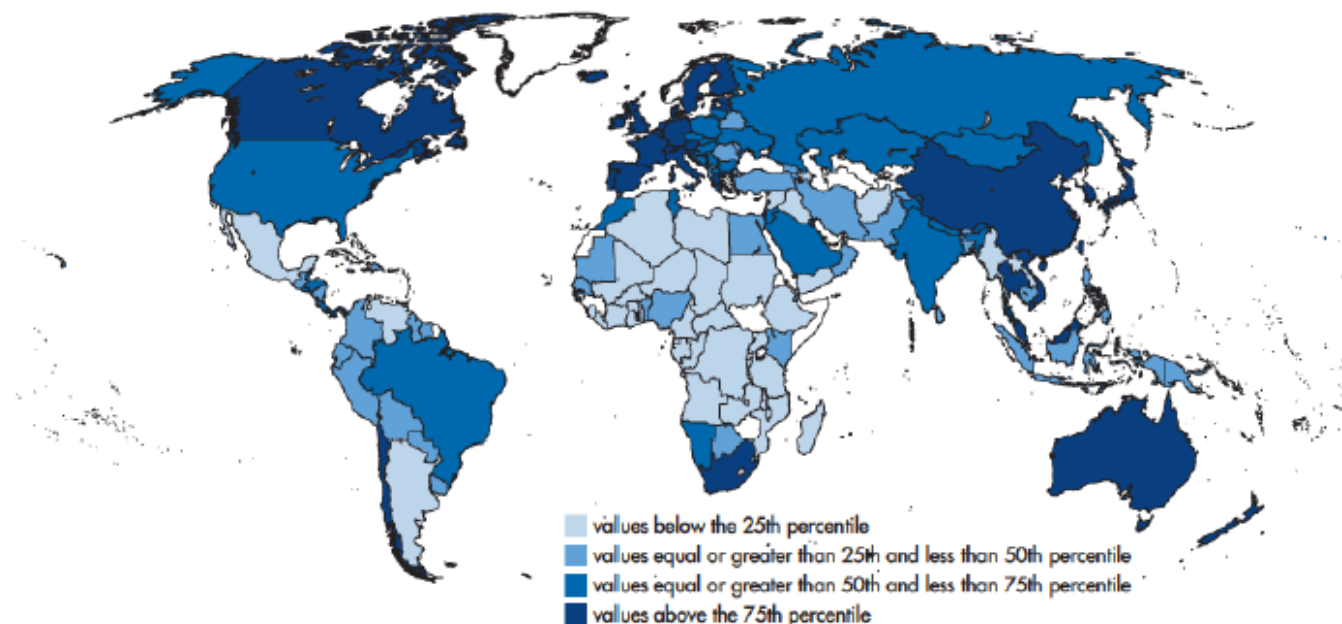 values below the 25th percentile
values equal or greater than 25th and less than 50th percentile
values equal or greater than 50th and less than 75th percentile
values above the 75th percentile